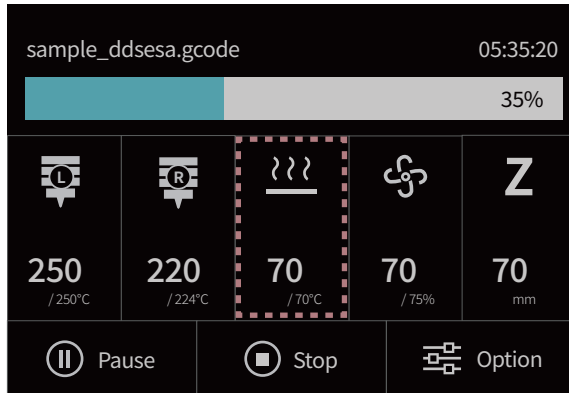 sample_ddsesa.gcode 05:35:20
35%
L R Z
250 220 70 70 70
/ 250°C / 224°C / 70°C / 75% mm
Pause Stop Option